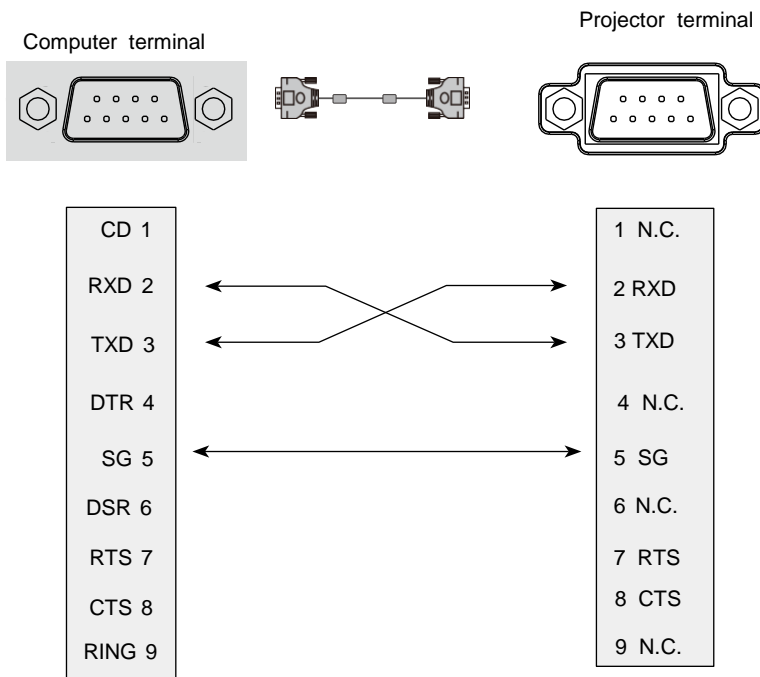 Computer terminal
Projector terminal
CD 1
RXD 2
TXD 3
DTR 4
SG 5
DSR 6
RTS 7
CTS 8
RING 9
1 N.C.
2 RXD
3 TXD
4 N.C.
5 SG
6 N.C.
7 RTS
8 CTS
9 N.C.